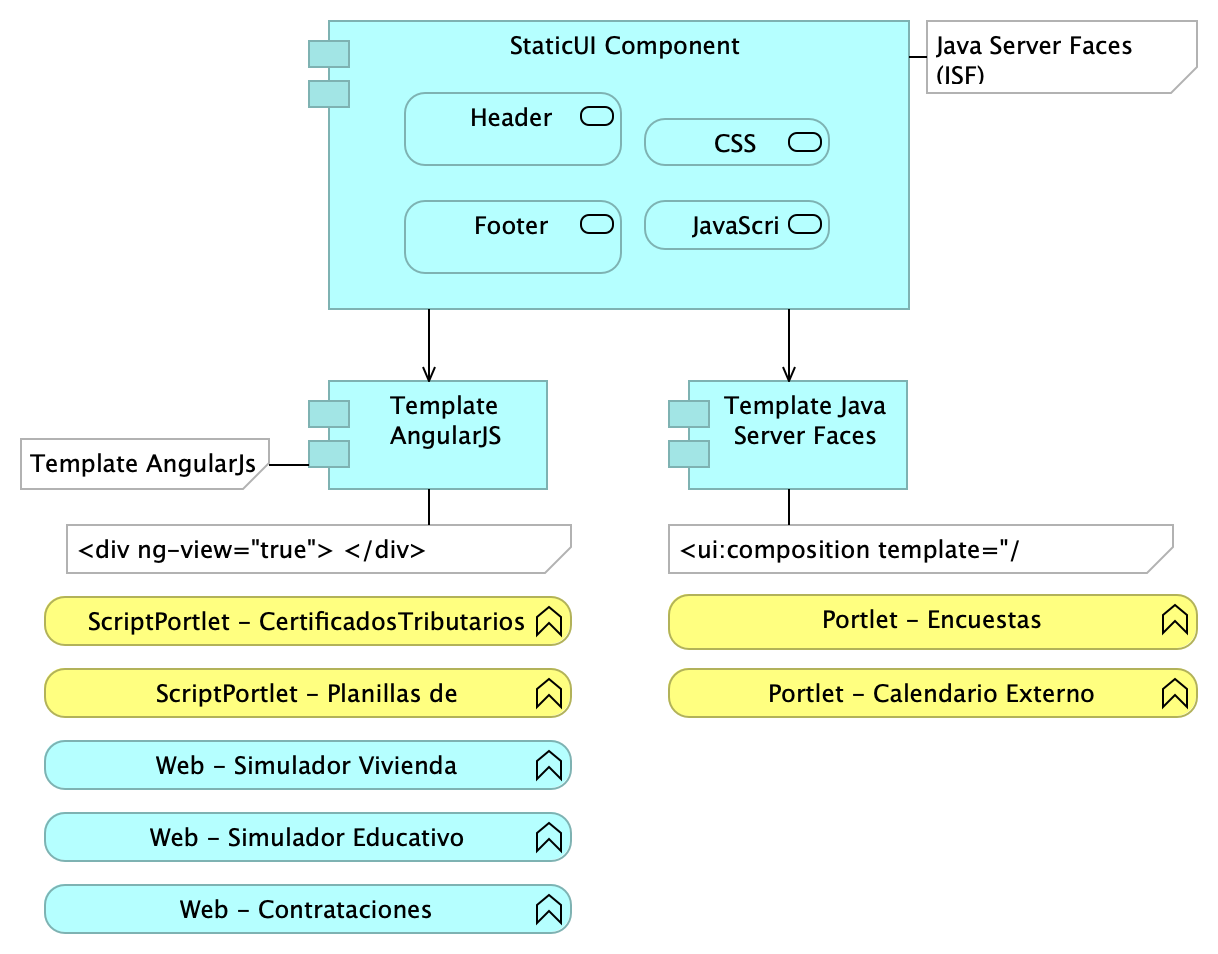 StaticUI Component
Java Server Faces
(JSF)
Header
CSS
Footer
JavaScri
Template
AngularJS
Template Java
Server Faces
Template AngularJs
<div ng-view="true"> </div>
<ui:composition template="/
ScriptPortlet - CertificadosTributarios
Portlet - Encuestas
ScriptPortlet - Planillas de
Portlet - Calendario Externo
Web - Simulador Vivienda
Web - Simulador Educativo
Web - Contrataciones